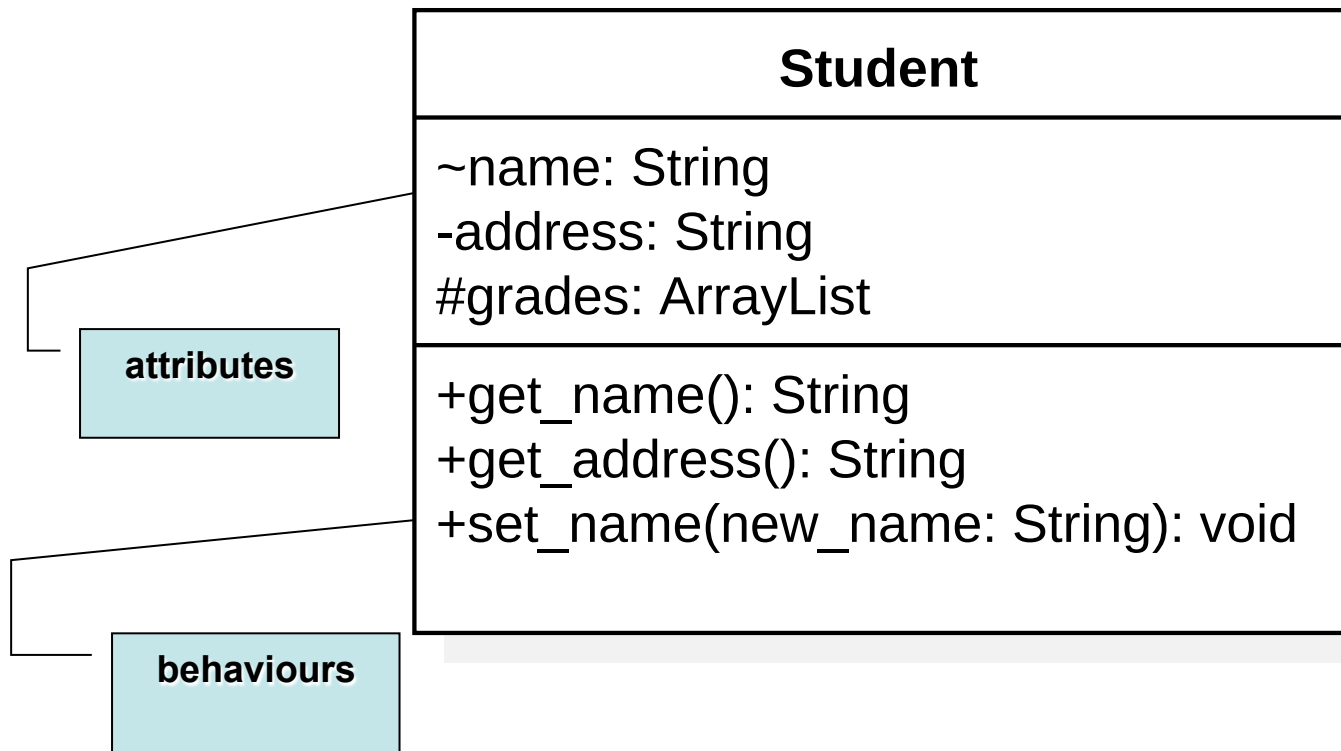 Student
~name: String
-address: String
#grades: ArrayList
attributes
+get_name(): String
+get_address(): String
+set_name(new_name: String): void
behaviours